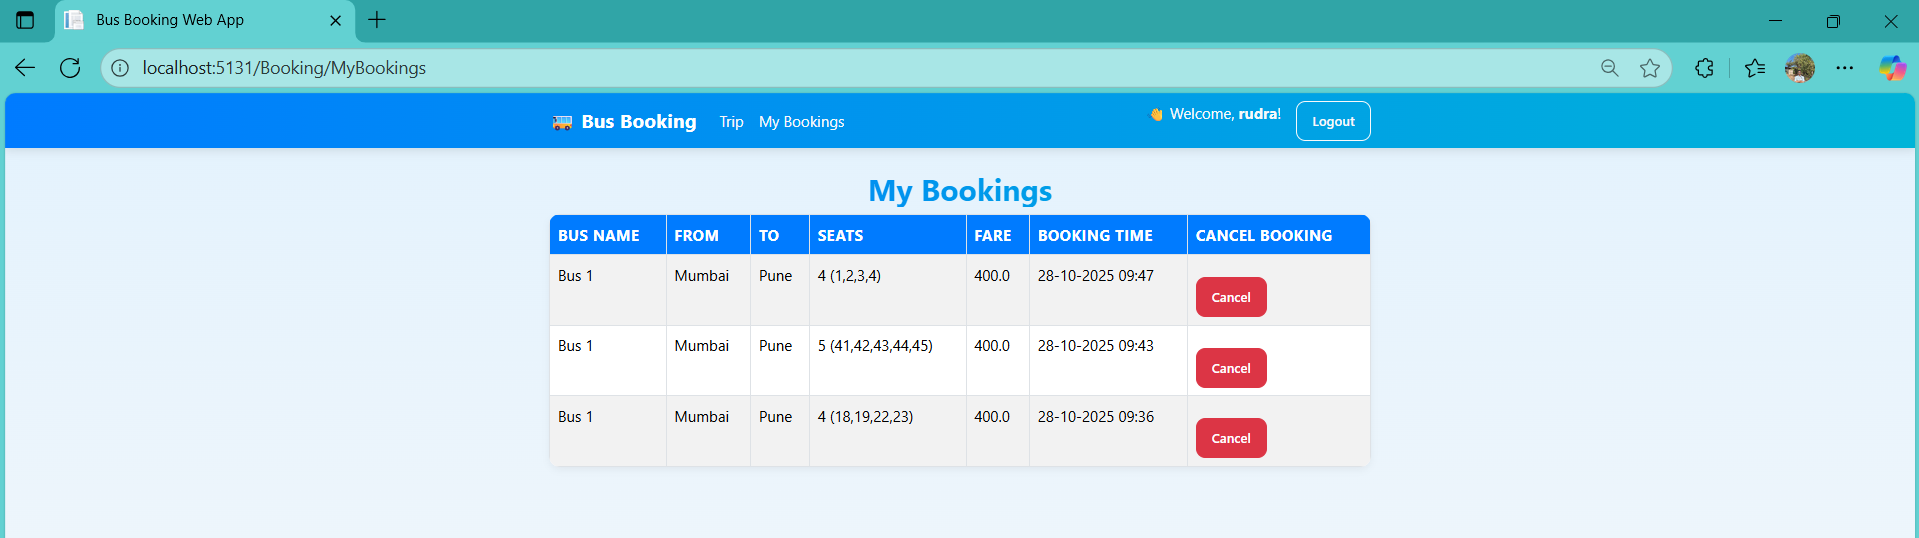 Bus Booking Web App
localhost:5131/Booking/MyBookings
Bus Booking Trip My Bookings Welcome, rudra! Logout
My Bookings
BUS NAME FROM TO SEATS FARE BOOKING TIME CANCEL BOOKING
Bus 1 Mumbai Pune 4 (1,2,3,4) 400.0 28-10-2025 09:47 Cancel
Bus 1 Mumbai Pune 5 (41,42,43,44,45) 400.0 28-10-2025 09:43 Cancel
Bus 1 Mumbai Pune 4 (18,19,22,23) 400.0 28-10-2025 09:36 Cancel